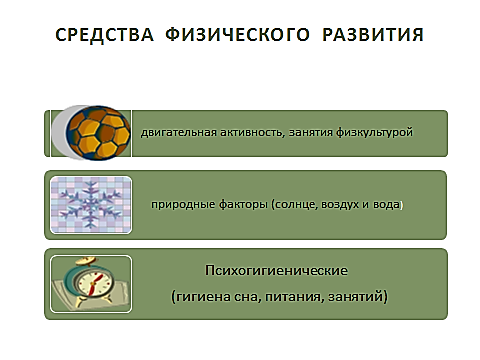 СРЕДСТВА ФИЗИЧЕСКОГО РАЗВИТИЯ
двигательная активность, занятия физкультурой
природные факторы (солнце, воздух и вода)
Психогигиенические
(гигиена сна, питания, занятий)